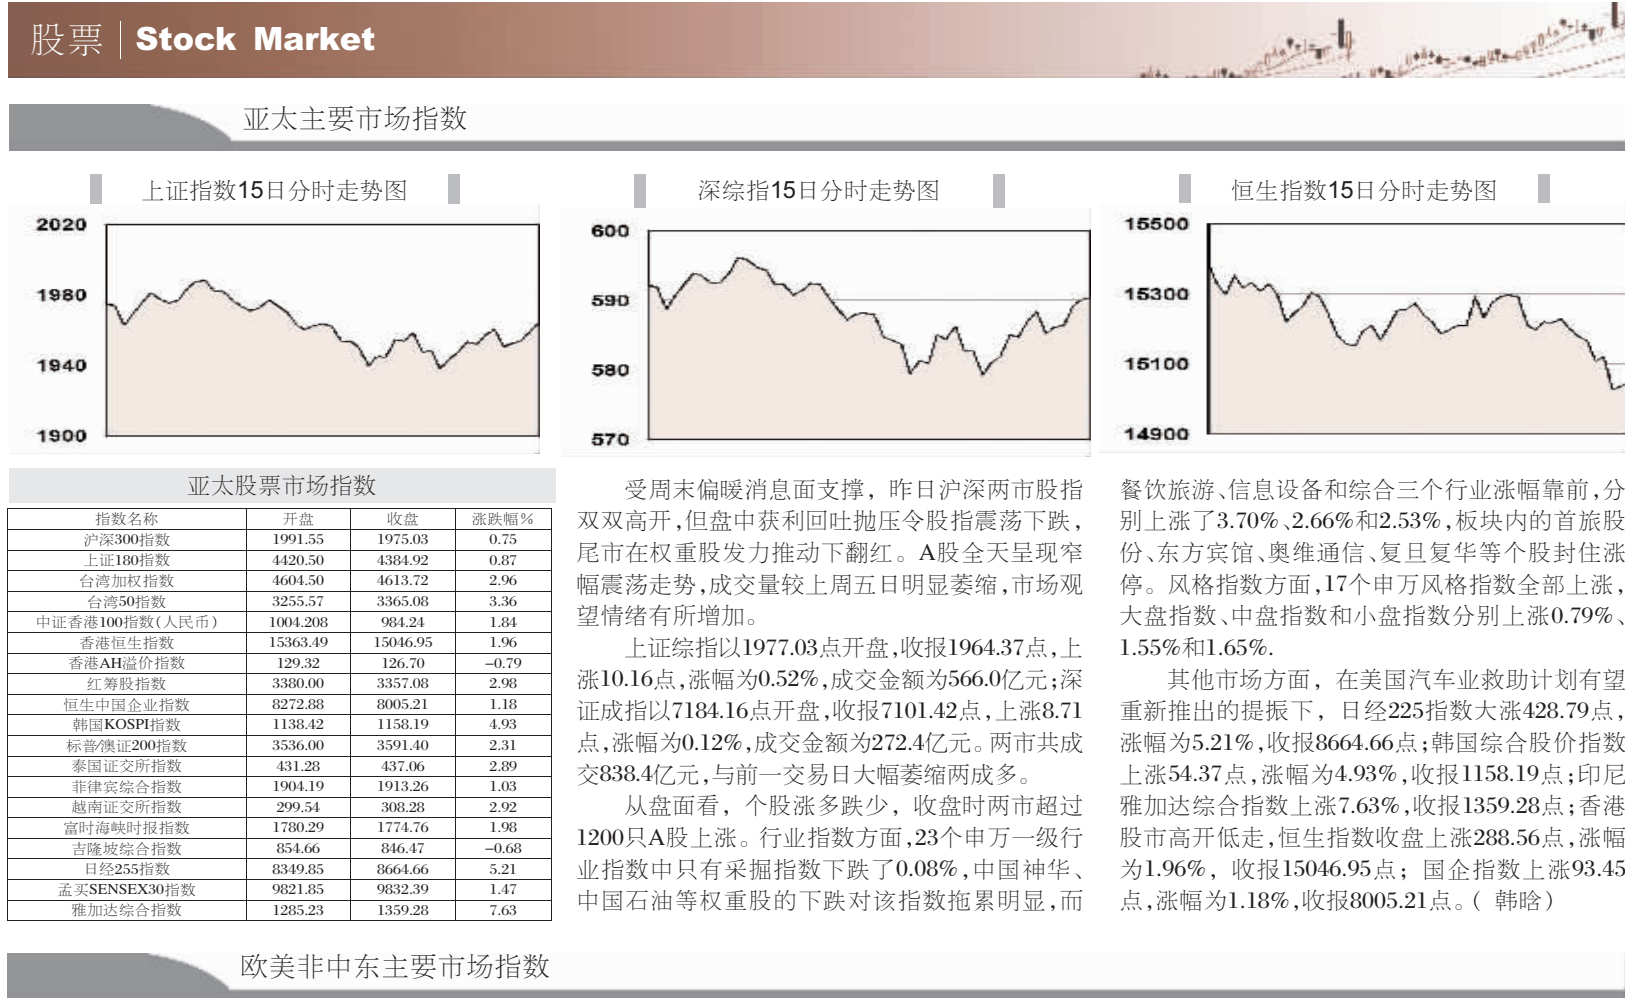 股票 Stock Market
亚太主要市场指数
上证指数15日分时走势图
2020
1980
1940
1900
深综指15日分时走势图
600
590
580
570
恒生指数15日分时走势图
15500
15300
15100
14900
亚太股票市场指数
指数名称 开盘 收盘 涨跌幅%
沪深300指数 1991.55 1975.03 0.75
上证180指数 4420.50 4384.92 0.87
台湾加权指数 4604.50 4613.72 2.96
台湾50指数 3255.57 3365.08 3.36
中证香港100指数(人民币) 1004.208 984.24 1.84
香港恒生指数 15363.49 15046.95 1.96
香港AH溢价指数 129.32 126.70 -0.79
红筹股指数 3380.00 3357.08 2.98
恒生中国企业指数 8272.88 8005.21 1.18
韩国KOSPI指数 1138.42 1158.19 4.93
标普/澳证200指数 3536.00 3591.40 2.31
泰国证交所指数 431.28 437.06 2.89
菲律宾综合指数 1904.19 1913.26 1.03
越南证交所指数 299.54 308.28 2.92
富时海峡时报指数 1780.29 1774.76 1.98
吉隆坡综合指数 854.66 846.47 -0.68
日经255指数 8349.85 8664.66 5.21
孟买SENSEX30指数 9821.85 9832.39 1.47
雅加达综合指数 1285.23 1359.28 7.63
受周末偏暖消息面支撑，昨日沪深两市股指
双双高开,但盘中获利回吐抛压令股指震荡下跌,
尾市在权重股发力推动下翻红。A股全天呈现窄
幅震荡走势,成交量较上周五日明显萎缩,市场观
望情绪有所增加。
上证综指以1977.03点开盘,收报1964.37点,上
涨10.16点,涨幅为0.52%,成交金额为566.0亿元;深
证成指以7184.16点开盘,收报7101.42点,上涨8.71
点,涨幅为0.12%,成交金额为272.4亿元。两市共成
交838.4亿元,与前一交易日大幅萎缩两成多。
从盘面看，个股涨多跌少，收盘时两市超过
1200只A股上涨。行业指数方面,23个申万一级行
业指数中只有采掘指数下跌了0.08%,中国神华、
中国石油等权重股的下跌对该指数拖累明显,而
餐饮旅游、信息设备和综合三个行业涨幅靠前,分
别上涨了3.70%、2.66%和2.53%,板块内的首旅股
份、东方宾馆、奥维通信、复旦复华等个股封住涨
停。风格指数方面,17个申万风格指数全部上涨,
大盘指数、中盘指数和小盘指数分别上涨0.79%、
1.55%和1.65%.
其他市场方面，在美国汽车业救助计划有望
重新推出的提振下，日经225指数大涨428.79点,
涨幅为5.21%,收报8664.66点;韩国综合股价指数
上涨54.37点,涨幅为4.93%,收报1158.19点;印尼
雅加达综合指数上涨7.63%,收报1359.28点;香港
股市高开低走,恒生指数收盘上涨288.56点,涨幅
为1.96%，收报15046.95点；国企指数上涨93.45
点,涨幅为1.18%,收报8005.21点。( 韩晗)
欧美非中东主要市场指数